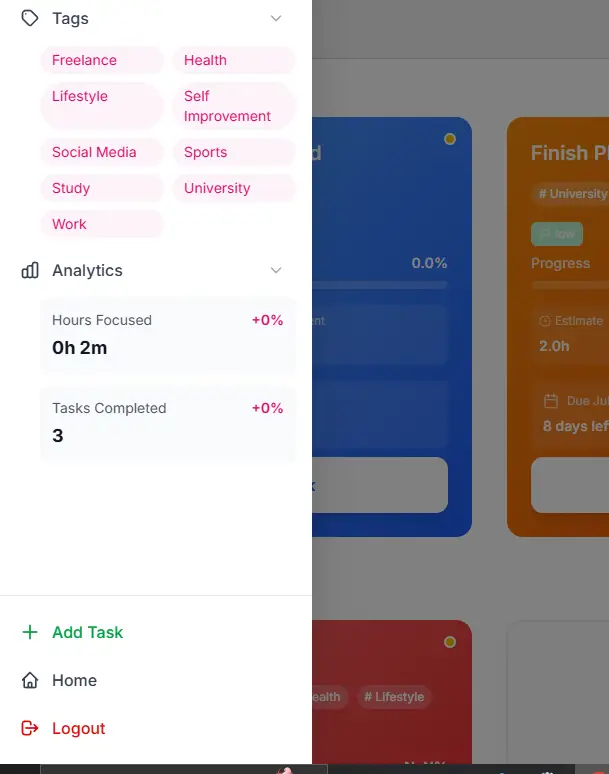 Tags
Freelance
Health
Lifestyle
Self
Improvement
Social Media
Sports
Study
University
Work
Analytics
Hours Focused
+0%
0h 2m
Tasks Completed
+0%
3
Add Task
Home
Logout
d
0.0%
ent
Finish Pl
# University
low
Progress
Estimate
2.0h
Due Jul
8 days left
ealth
# Lifestyle